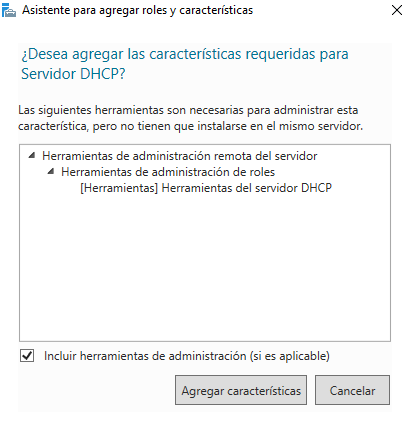 Asistente para agregar roles y características
¿Desea agregar las características requeridas para
Servidor DHCP?
Las siguientes herramientas son necesarias para administrar esta
característica, pero no tienen que instalarse en el mismo servidor.
Herramientas de administración remota del servidor
Herramientas de administración de roles
[Herramientas] Herramientas del servidor DHCP
Incluir herramientas de administración (si es aplicable)
Agregar características
Cancelar